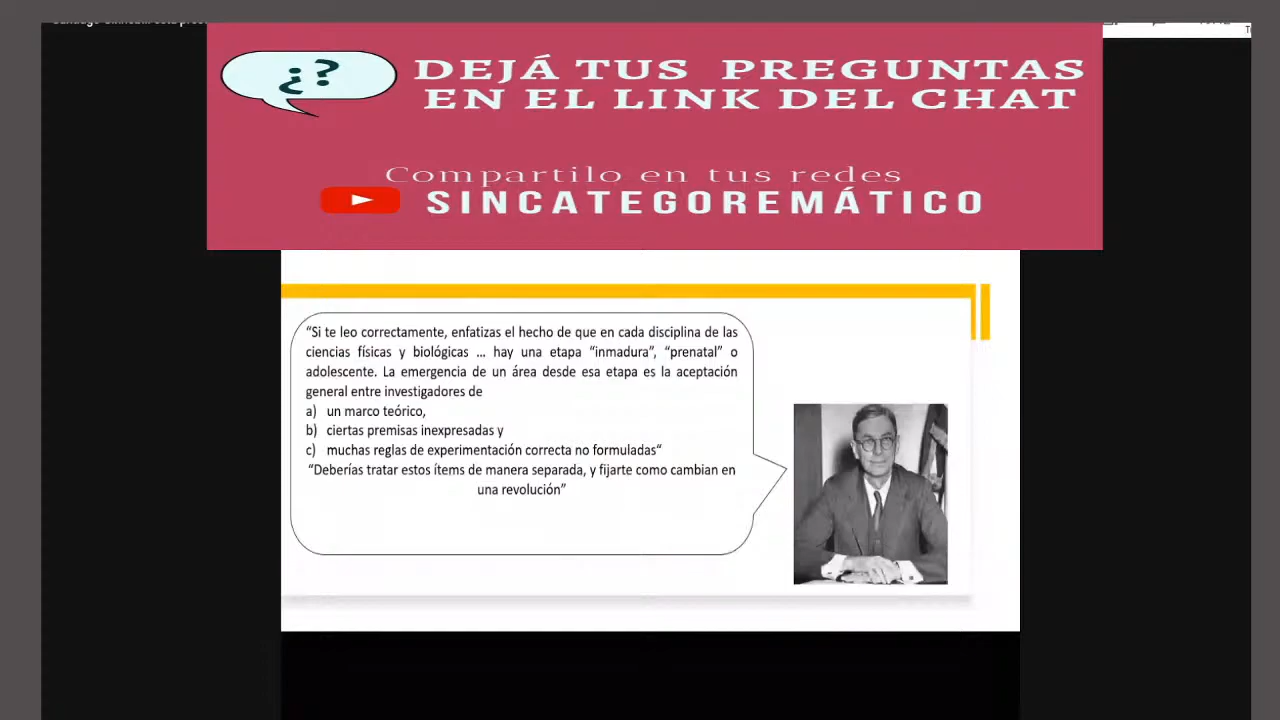 ¿?
DEJÁ TUS PREGUNTAS
EN EL LINK DEL CHAT
Compartilo en tus redes
SINCATEGOREMÁTICO
“Si te leo correctamente, enfatizas el hecho de que en cada disciplina de las
ciencias físicas y biológicas ... hay una etapa “inmadura”, “prenatal” o
adolescente. La emergencia de un área desde esa etapa es la aceptación
general entre investigadores de
a) un marco teórico,
b) ciertas premisas inexpresadas y
c) muchas reglas de experimentación correcta no formuladas“
“Deberías tratar estos ítems de manera separada, y fijarte como cambian en
una revolución”